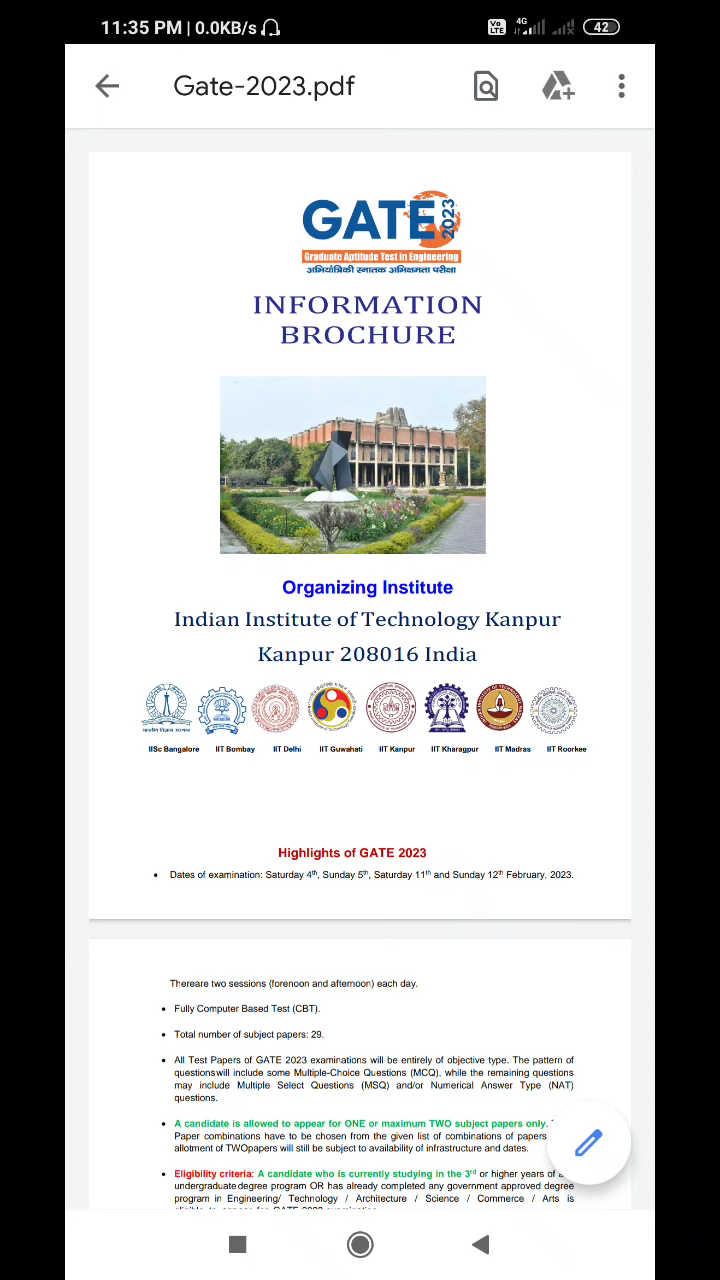 11:35 PM | 0.0KB/s
Vo LTE 4G 42
Gate-2023.pdf
GATE 2023
Graduate Aptitude Test in Engineering
अभियांत्रिकी स्नातक अभिक्षमता परीक्षा
INFORMATION
BROCHURE
Organizing Institute
Indian Institute of Technology Kanpur
Kanpur 208016 India
IISc Bangalore IIT Bombay IIT Delhi IIT Guwahati IIT Kanpur IIT Kharagpur IIT Madras IIT Roorkee
Highlights of GATE 2023
• Dates of examination: Saturday 4th, Sunday 5th, Saturday 11th and Sunday 12th February, 2023.
Thereare two sessions (forenoon and afternoon) each day.
• Fully Computer Based Test (CBT).
• Total number of subject papers: 29.
• All Test Papers of GATE 2023 examinations will be entirely of objective type. The pattern of
questionswill include some Multiple-Choice Questions (MCQ), while the remaining questions
may include Multiple Select Questions (MSQ) and/or Numerical Answer Type (NAT)
questions.
• A candidate is allowed to appear for ONE or maximum TWO subject papers only.
Paper combinations have to be chosen from the given list of combinations of papers
allotment of TWOpapers will still be subject to availability of infrastructure and dates.
• Eligibility criteria: A candidate who is currently studying in the 3rd or higher years of
undergraduatedegree program OR has already completed any government approved degree
program in Engineering/ Technology / Architecture / Science / Commerce / Arts is